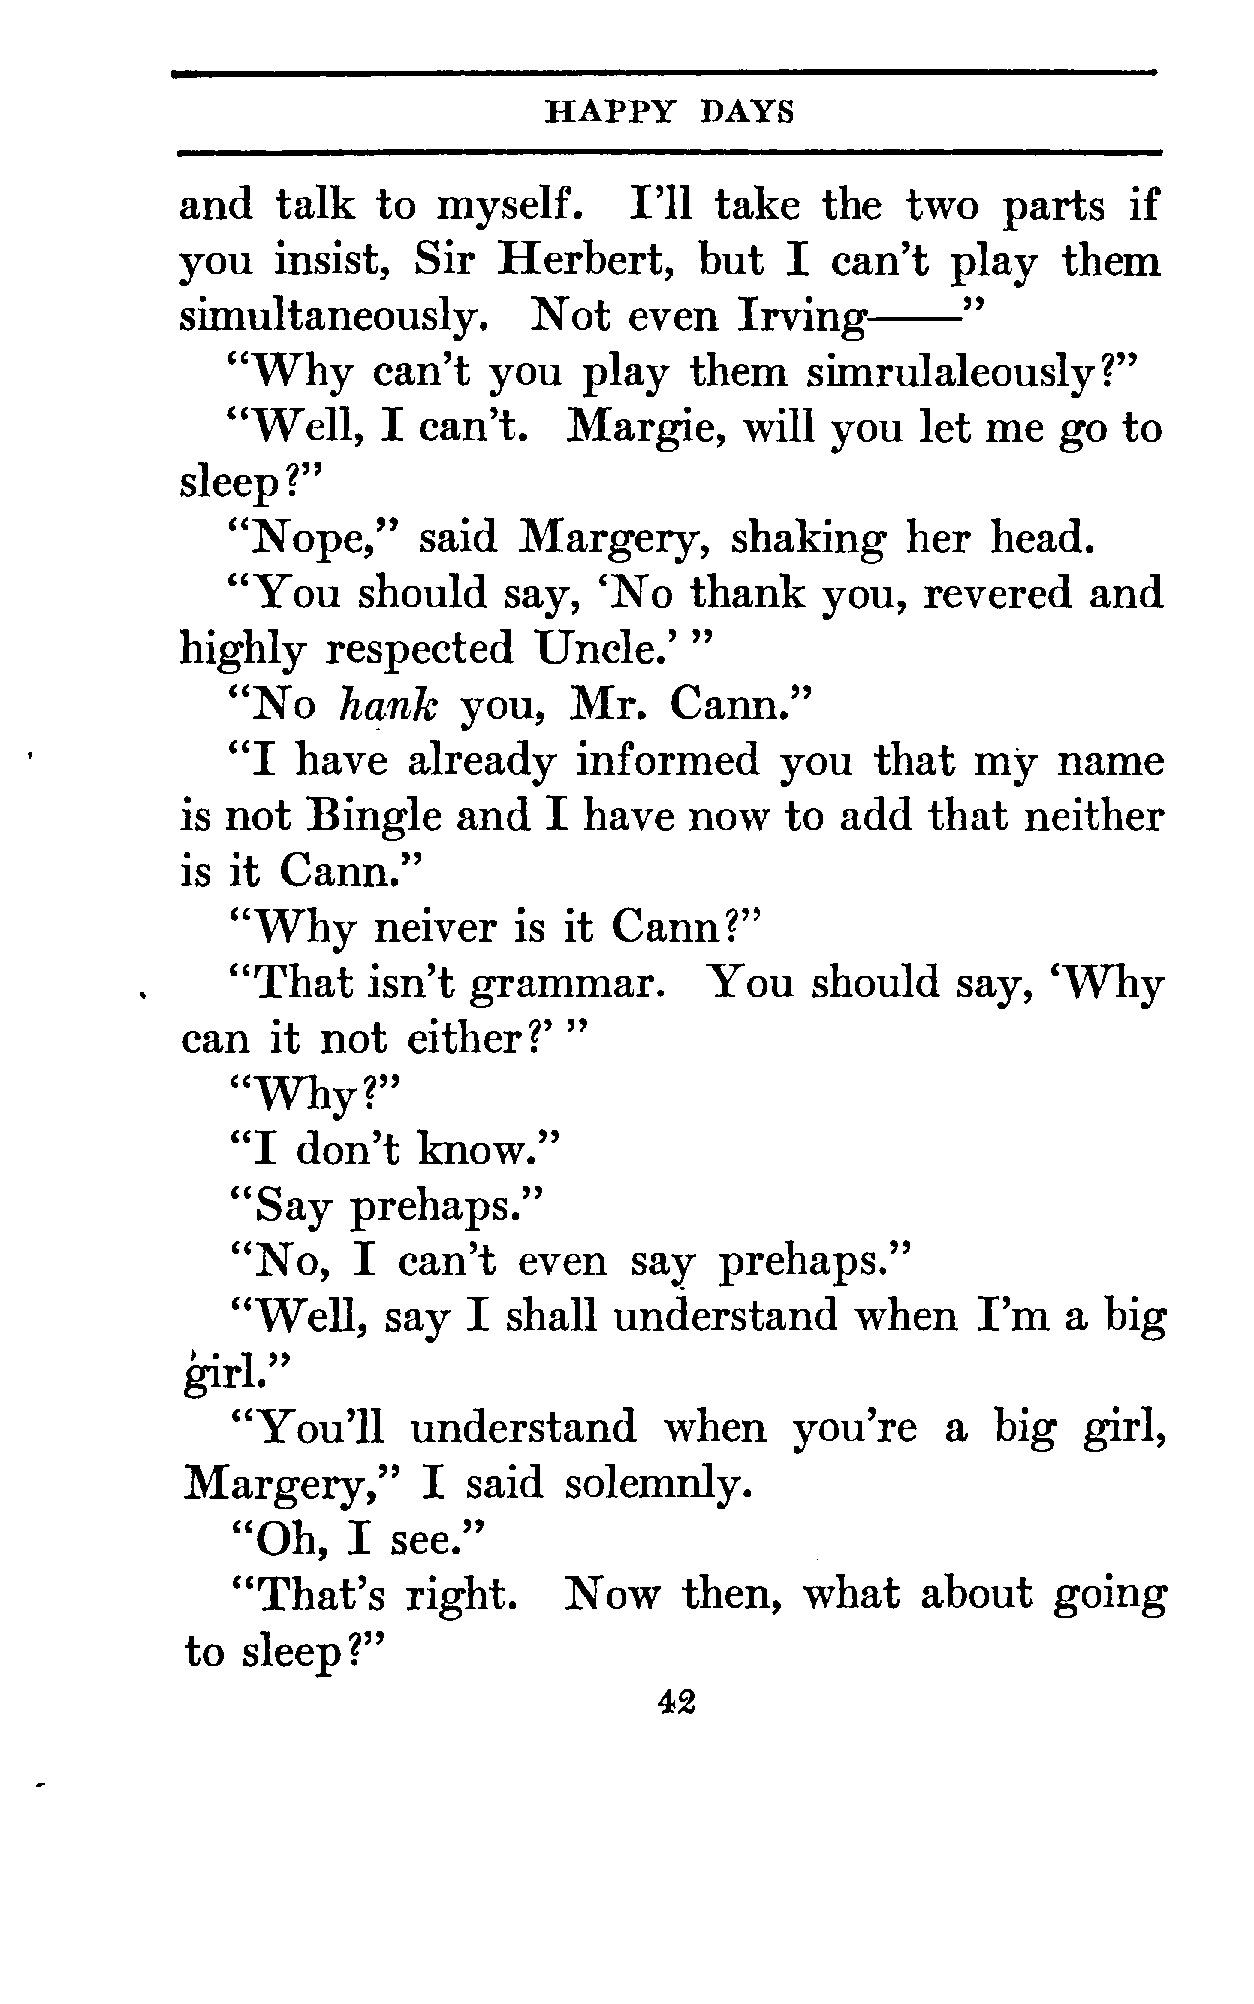 HAPPY DAYS
and talk to myself. I'll take the two parts if
you insist, Sir Herbert, but I can't play them
simultaneously. Not even Irving——”
“Why can't you play them simrulaleously?”
“Well, I can't. Margie, will you let me go to
sleep?”
“Nope,” said Margery, shaking her head.
“You should say, ‘No thank you, revered and
highly respected Uncle.’ ”
“No hank you, Mr. Cann.”
“I have already informed you that my name
is not Bingle and I have now to add that neither
is it Cann.”
“Why neiver is it Cann?”
“That isn't grammar. You should say, ‘Why
can it not either?’ ”
“Why?”
“I don't know.”
“Say prehaps.”
“No, I can't even say prehaps.”
“Well, say I shall understand when I'm a big
girl.”
“You'll understand when you're a big girl,
Margery,” I said solemnly.
“Oh, I see.”
“That's right. Now then, what about going
to sleep?”
42